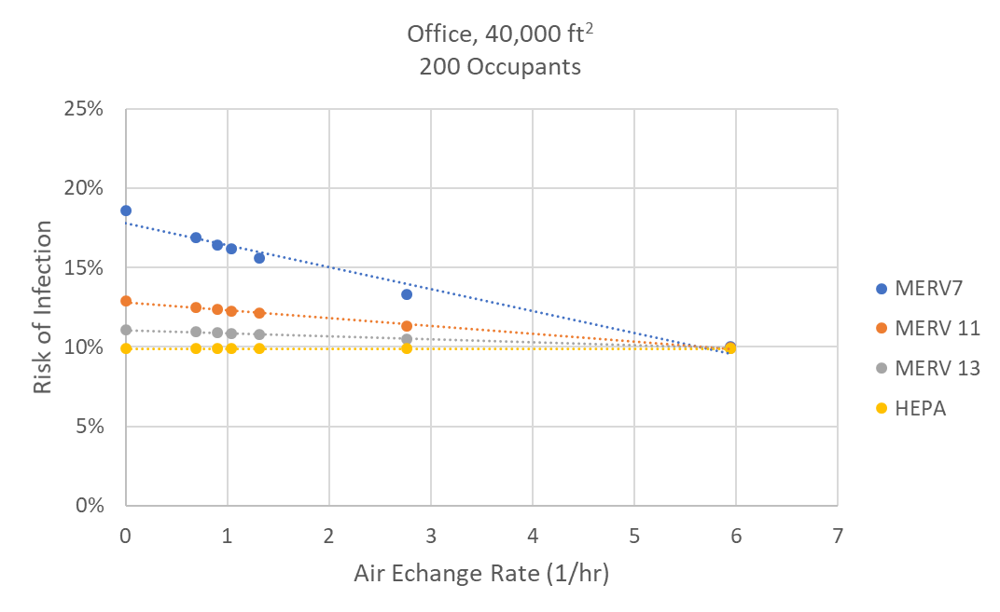 Office, 40,000 ft²
200 Occupants
25%
20%
15%
10%
5%
0%
Risk of Infection
0 1 2 3 4 5 6 7
Air Echange Rate (1/hr)
MERV7
MERV 11
MERV 13
HEPA